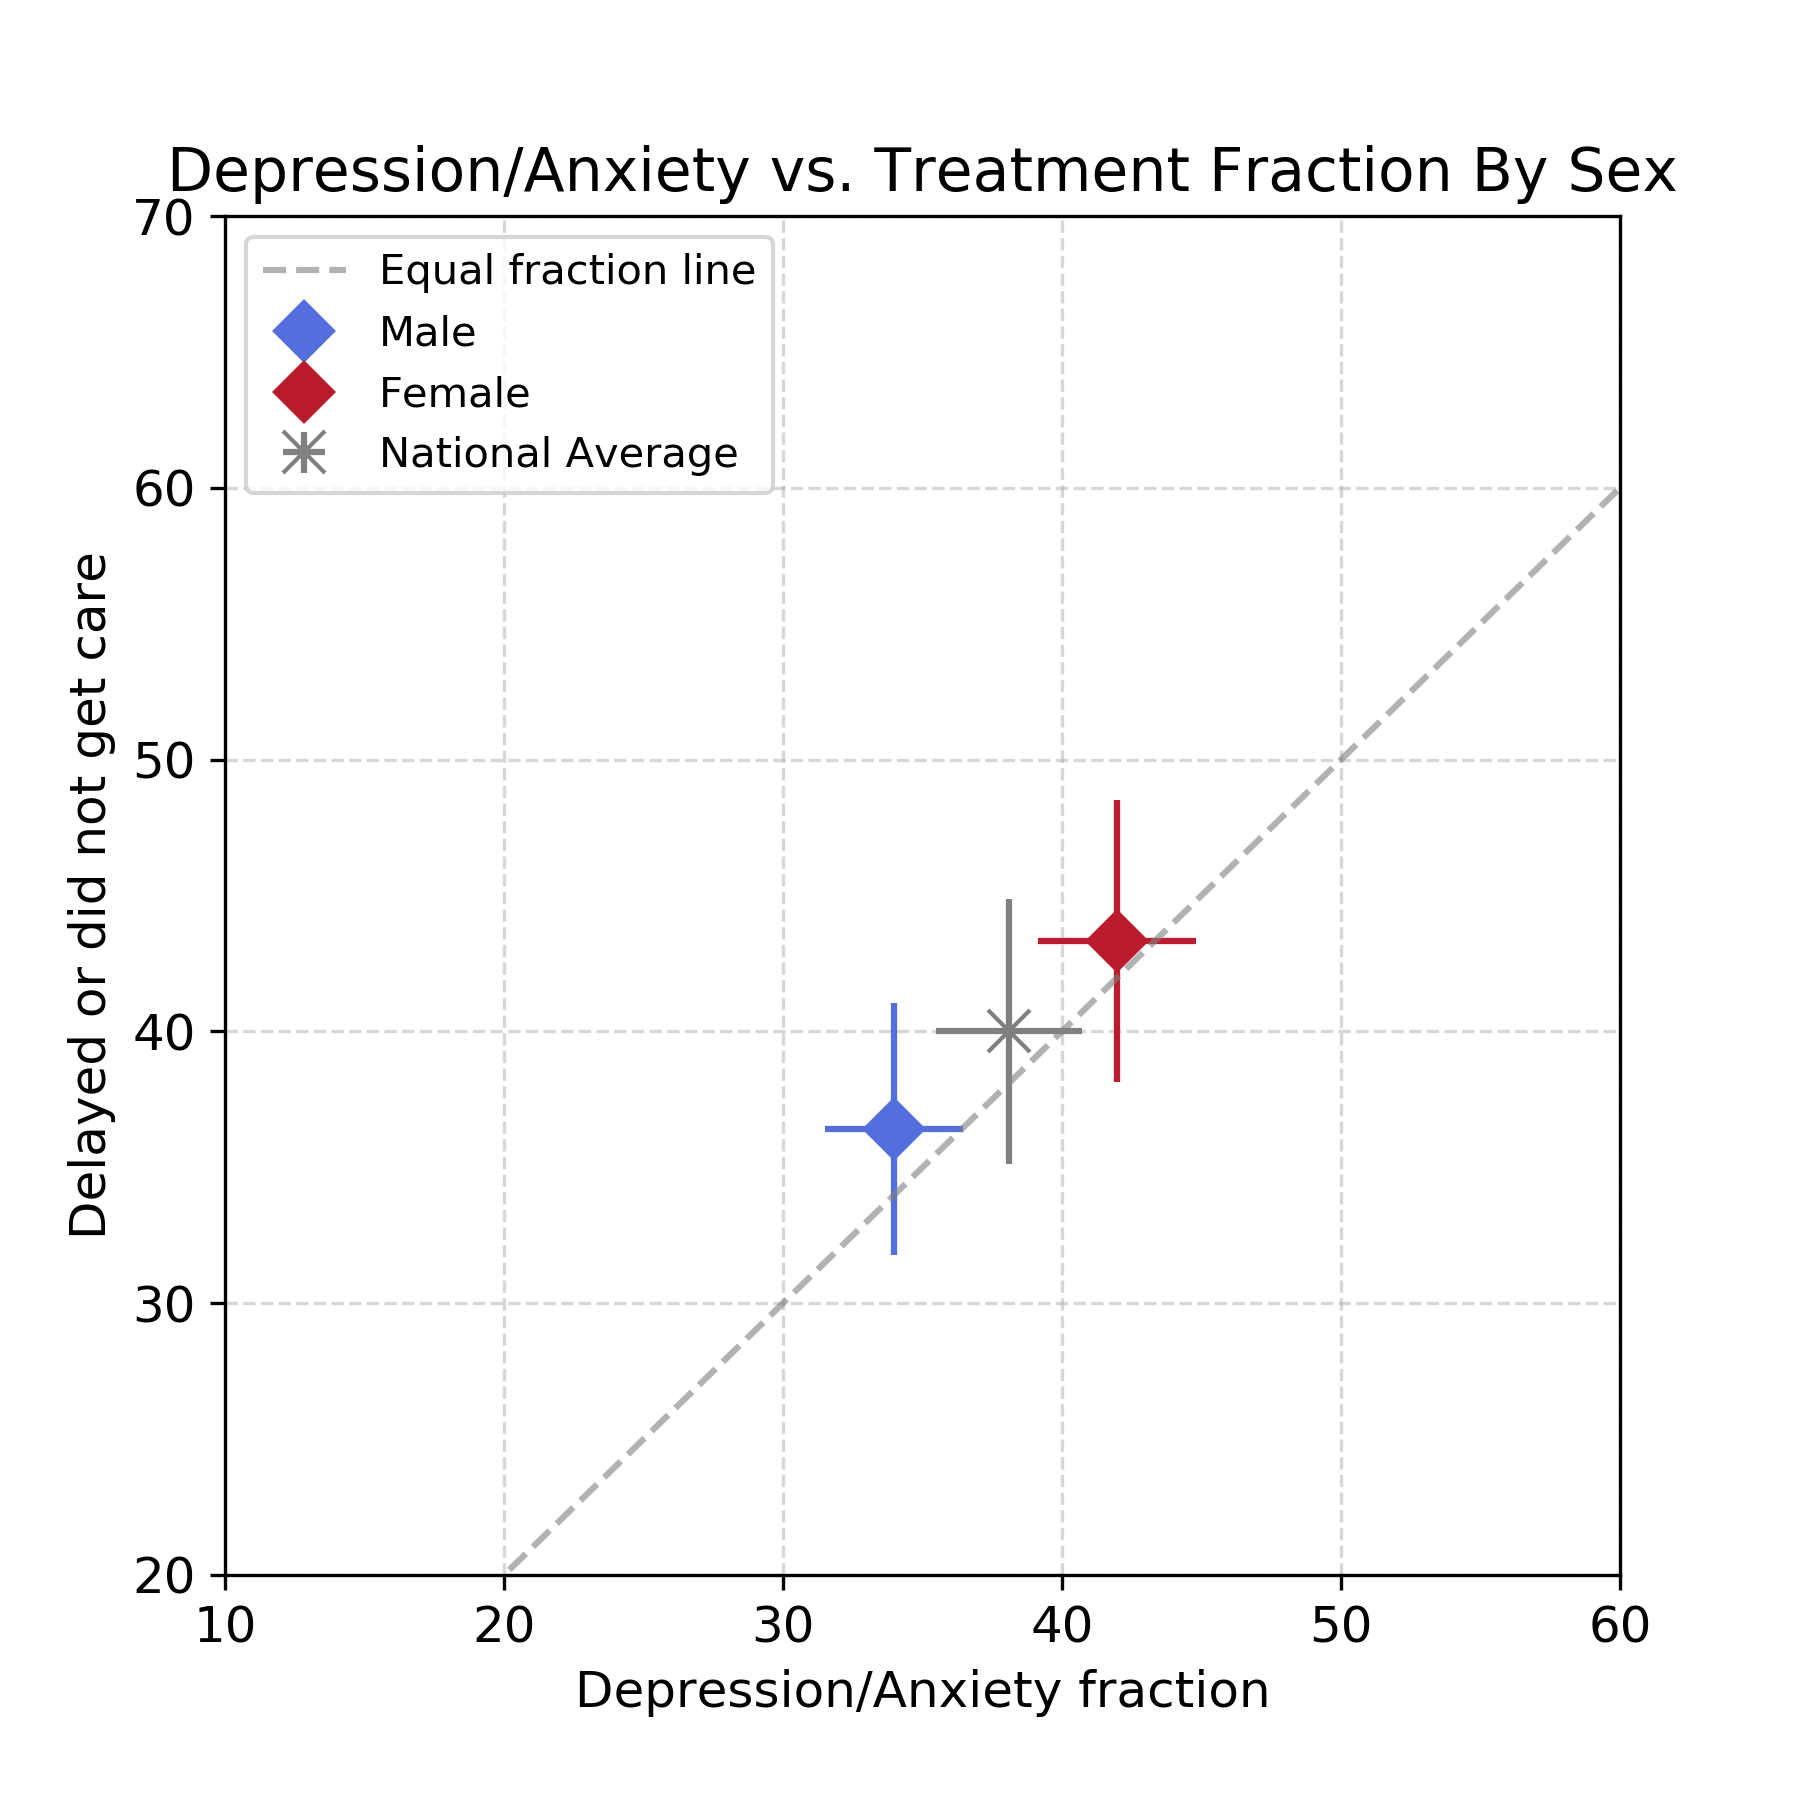 Depression/Anxiety vs. Treatment Fraction By Sex
70
60
50
40
30
20
Delayed or did not get care
Equal fraction line
Male
Female
National Average
10 20 30 40 50 60
Depression/Anxiety fraction